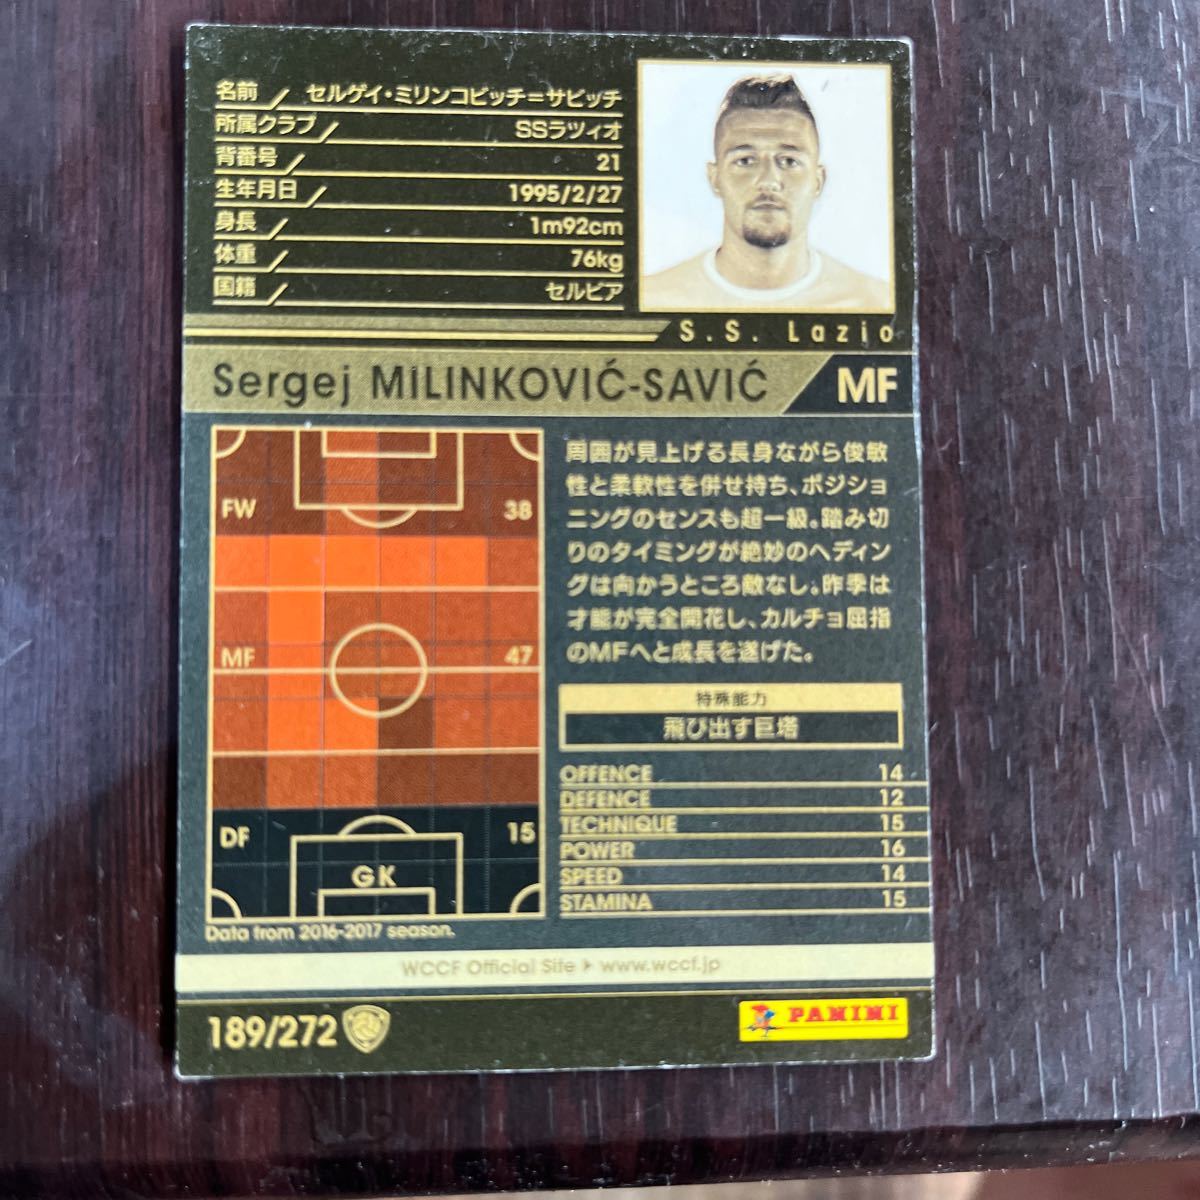 名前 セルゲイ・ミリンコビッチ=サビッチ
所属クラブ SSラツィオ
背番号 21
生年月日 1995/2/27
身長 1m92cm
体重 76kg
国籍 セルビア
S.S. Lazio
Sergej MILINKOVIĆ-SAVIĆ MF
FW 38
MF 47
DF 15
GK
Data from 2016-2017 season.
周囲が見上げる長身ながら俊敏
性と柔軟性を併せ持ち、ポジショ
ニングのセンスも超一級。踏み切
りのタイミングが絶妙のヘディン
グは向かうところ敵なし。昨季は
才能が完全開花し、カルチョ屈指
のMFへと成長を遂げた。
特殊能力
飛び出す巨塔
OFFENCE 14
DEFENCE 12
TECHNIQUE 15
POWER 16
SPEED 14
STAMINA 15
WCCF Official Site www.wccf.jp
189/272
PANINI